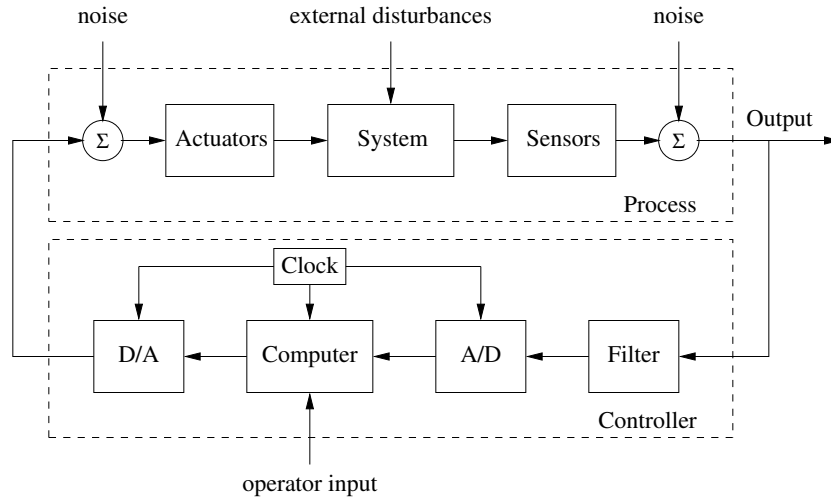 noise
external disturbances
noise
Σ
Actuators
System
Sensors
Σ
Output
Process
Clock
D/A
Computer
A/D
Filter
Controller
operator input